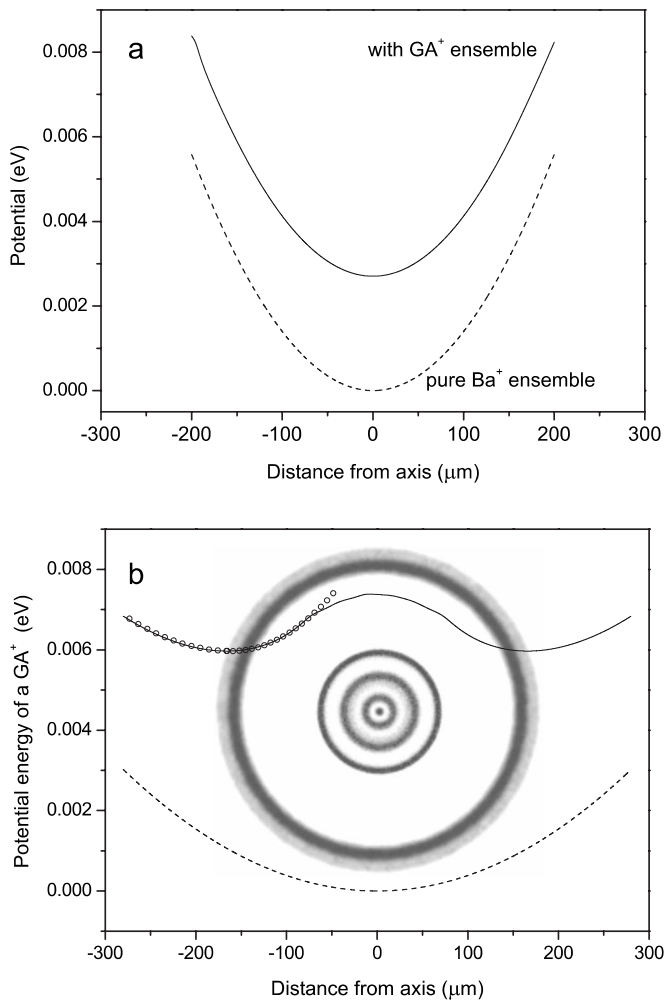 a
with GA⁺ ensemble
0.008
0.006
0.004
0.002
0.000
Potential (eV)
pure Ba⁺ ensemble
-300 -200 -100 0 100 200 300
Distance from axis (μm)
b
0.008
0.006
0.004
0.002
0.000
Potential energy of a GA⁺ (eV)
-300 -200 -100 0 100 200 300
Distance from axis (μm)